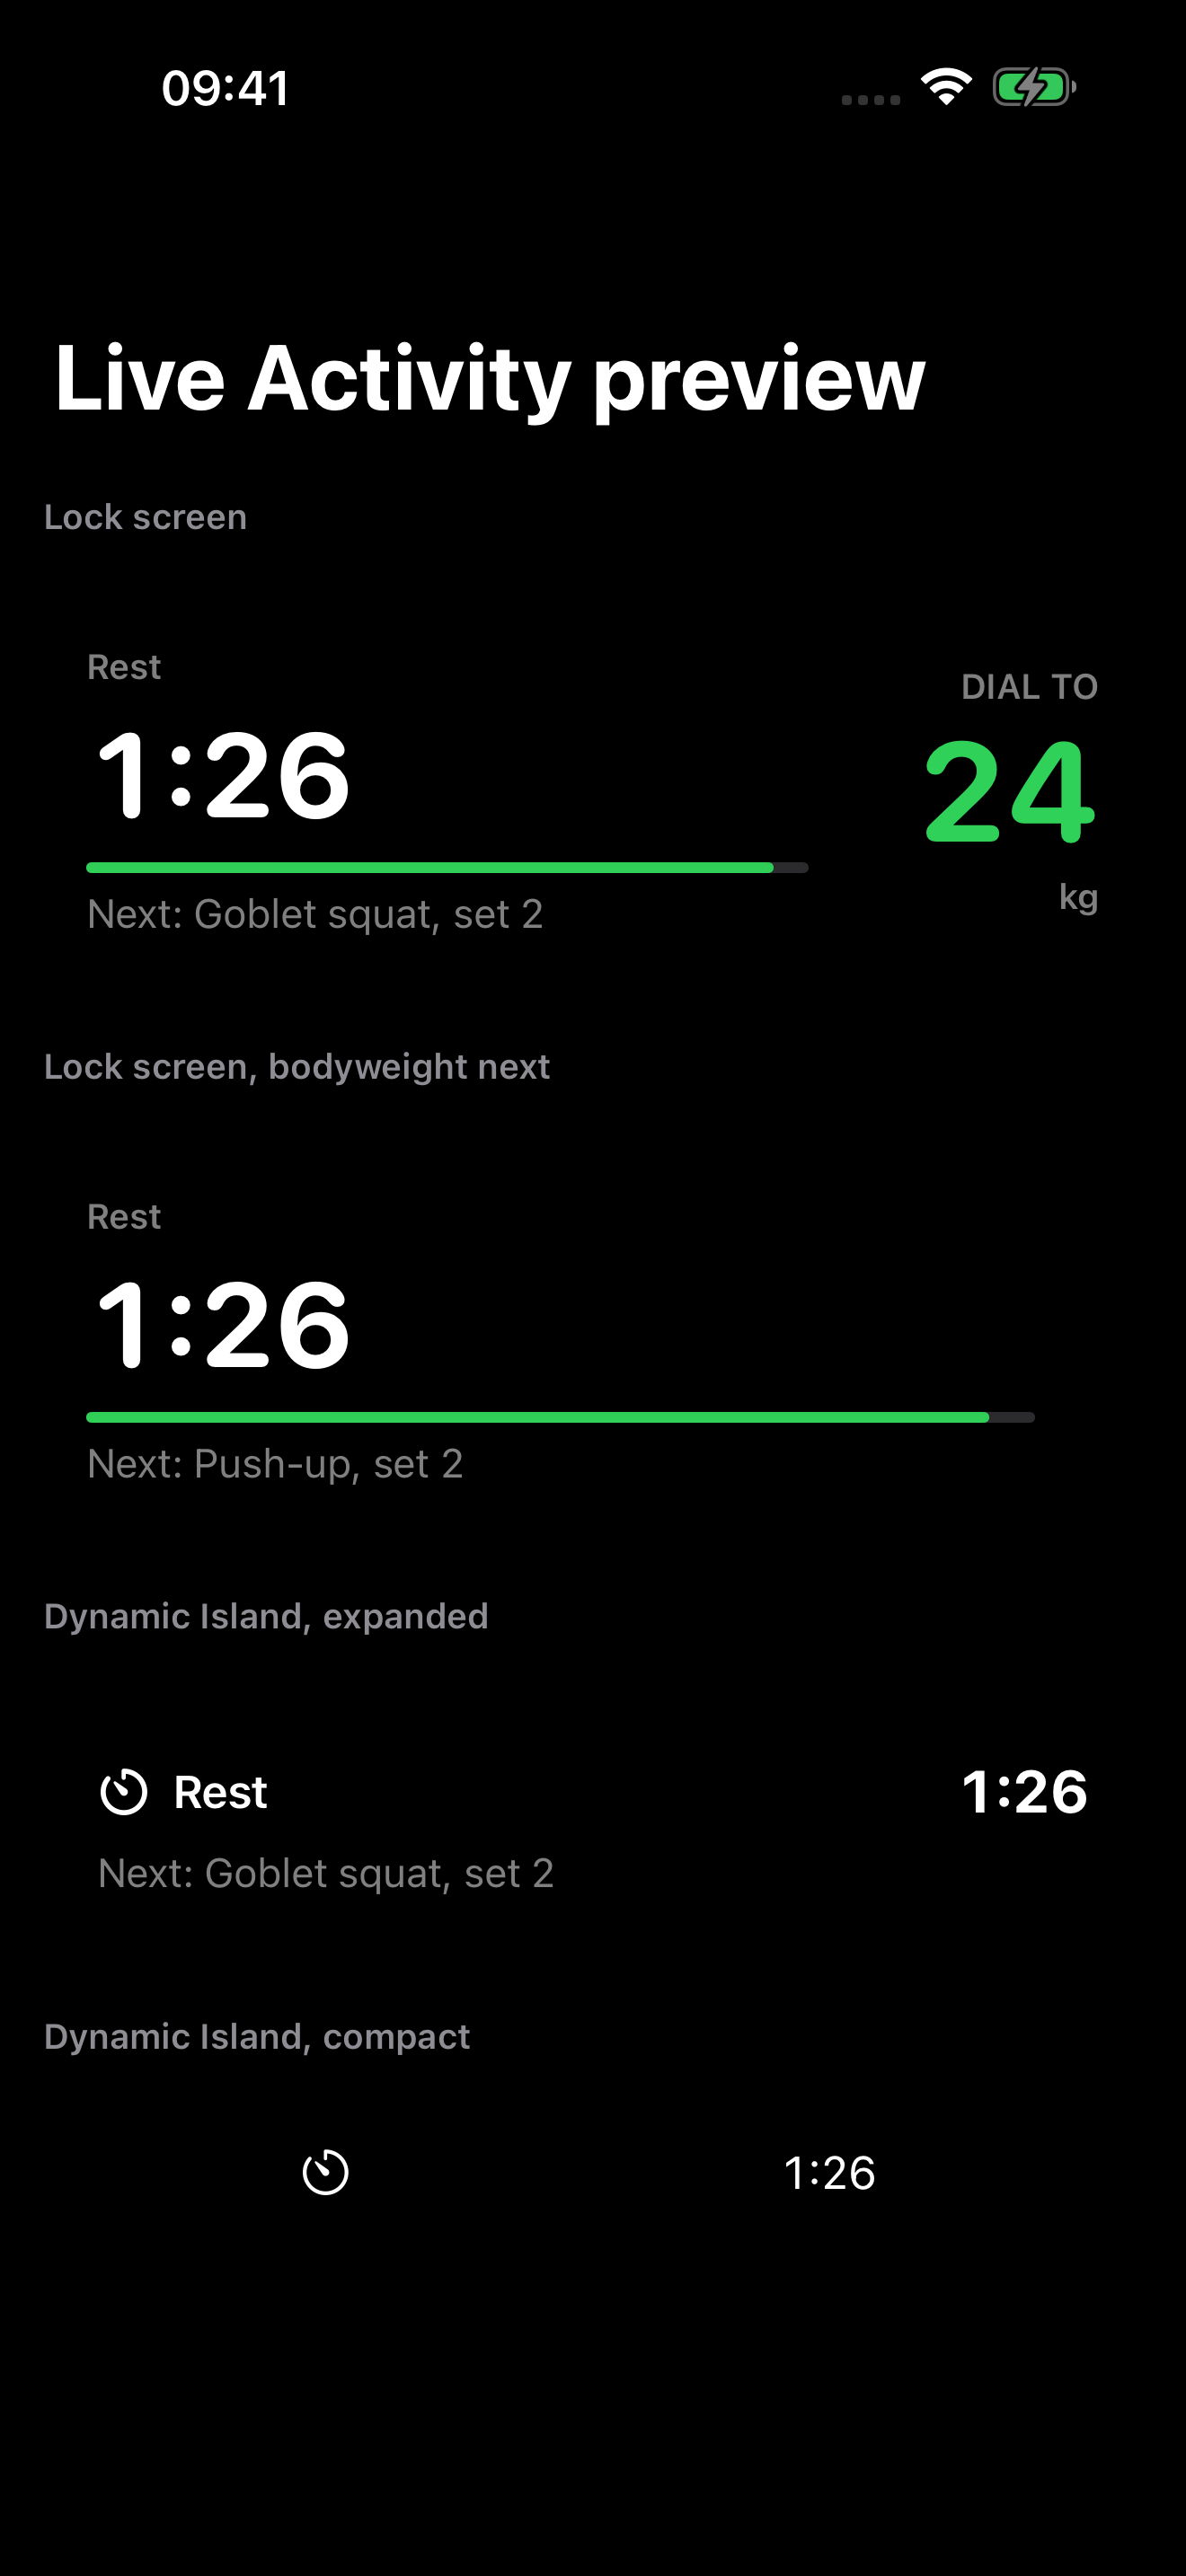 09:41
Live Activity preview
Lock screen
Rest
DIAL TO
1:26
24
kg
Next: Goblet squat, set 2
Lock screen, bodyweight next
Rest
1:26
Next: Push-up, set 2
Dynamic Island, expanded
Rest
1:26
Next: Goblet squat, set 2
Dynamic Island, compact
1:26